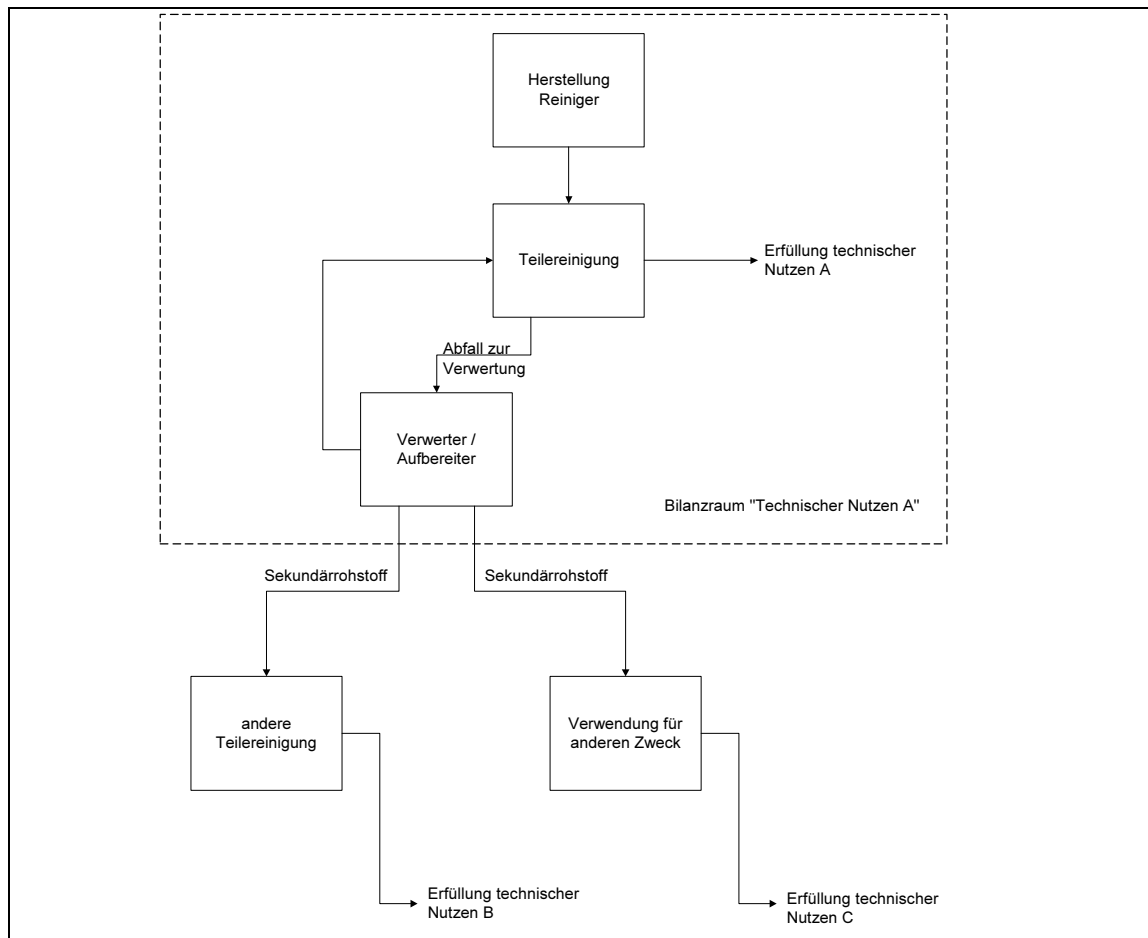 Herstellung
Reiniger
Teilereinigung
Erfüllung technischer
Nutzen A
Abfall zur
Verwertung
Verwerter /
Aufbereiter
Bilanzraum "Technischer Nutzen A"
Sekundärrohstoff
Sekundärrohstoff
andere
Teilereinigung
Verwendung für
anderen Zweck
Erfüllung technischer
Nutzen B
Erfüllung technischer
Nutzen C